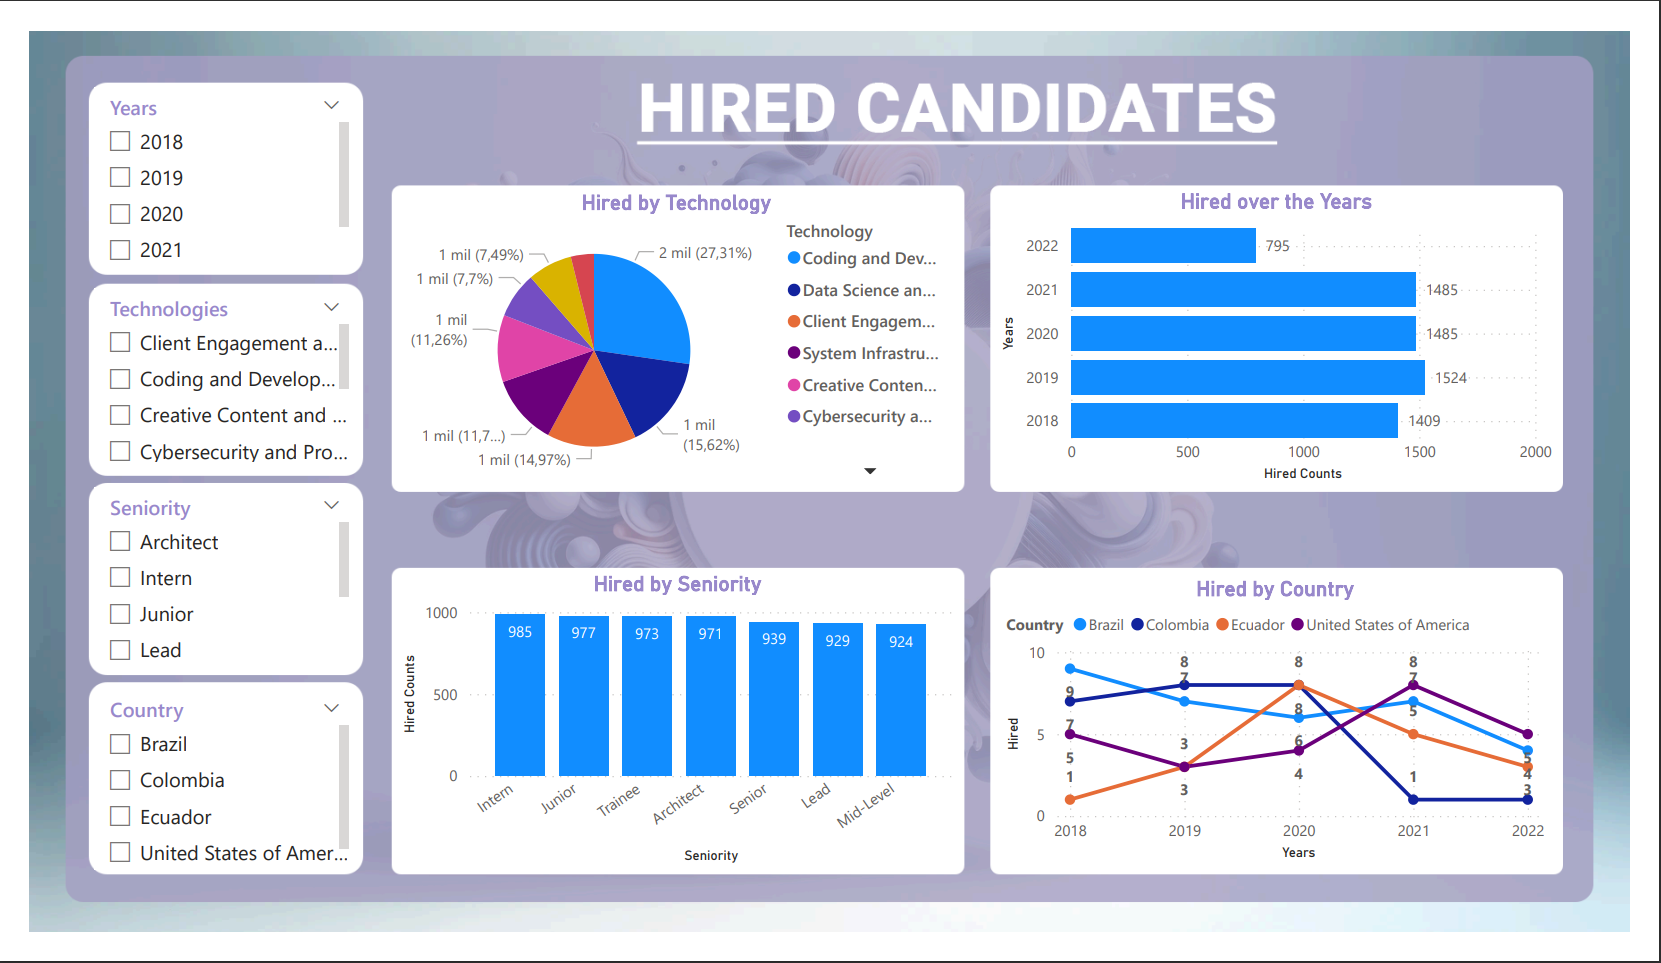 HIRED CANDIDATES
Years
2018
2019
2020
2021
Technologies
Client Engagement a...
Coding and Develop...
Creative Content and ...
Cybersecurity and Pro...
Seniority
Architect
Intern
Junior
Lead
Country
Brazil
Colombia
Ecuador
United States of Amer...
Hired by Technology
1 mil (7,49%)
2 mil (27,31%)
1 mil (7,7%)
1 mil
(11,26%)
1 mil (11,7...)
1 mil (14,97%)
1 mil
(15,62%)
Technology
Coding and Dev...
Data Science an...
Client Engagem...
System Infrastru...
Creative Conten...
Cybersecurity a...
Hired over the Years
Years
2022 795
2021 1485
2020 1485
2019 1524
2018 1409
0 500 1000 1500 2000
Hired Counts
Hired by Seniority
Hired Counts
1000
500
0
985 977 973 971 939 929 924
Intern Junior Trainee Architect Senior Lead Mid-Level
Seniority
Hired by Country
Country Brazil Colombia Ecuador United States of America
Hired
10
5
0
9 7 5 1
8 7 3 3
8 8 6 4
8 7 5 1
5 4 3
2018 2019 2020 2021 2022
Years